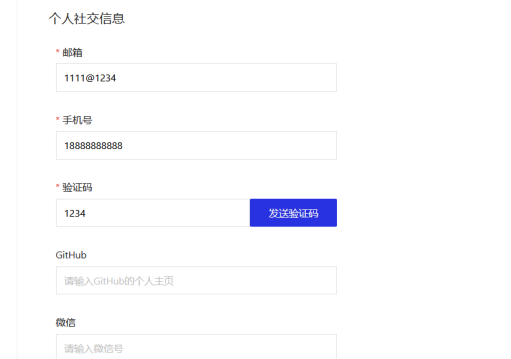 个人社交信息
* 邮箱
1111@1234
* 手机号
18888888888
* 验证码
1234 发送验证码
GitHub
请输入GitHub的个人主页
微信
请输入微信号